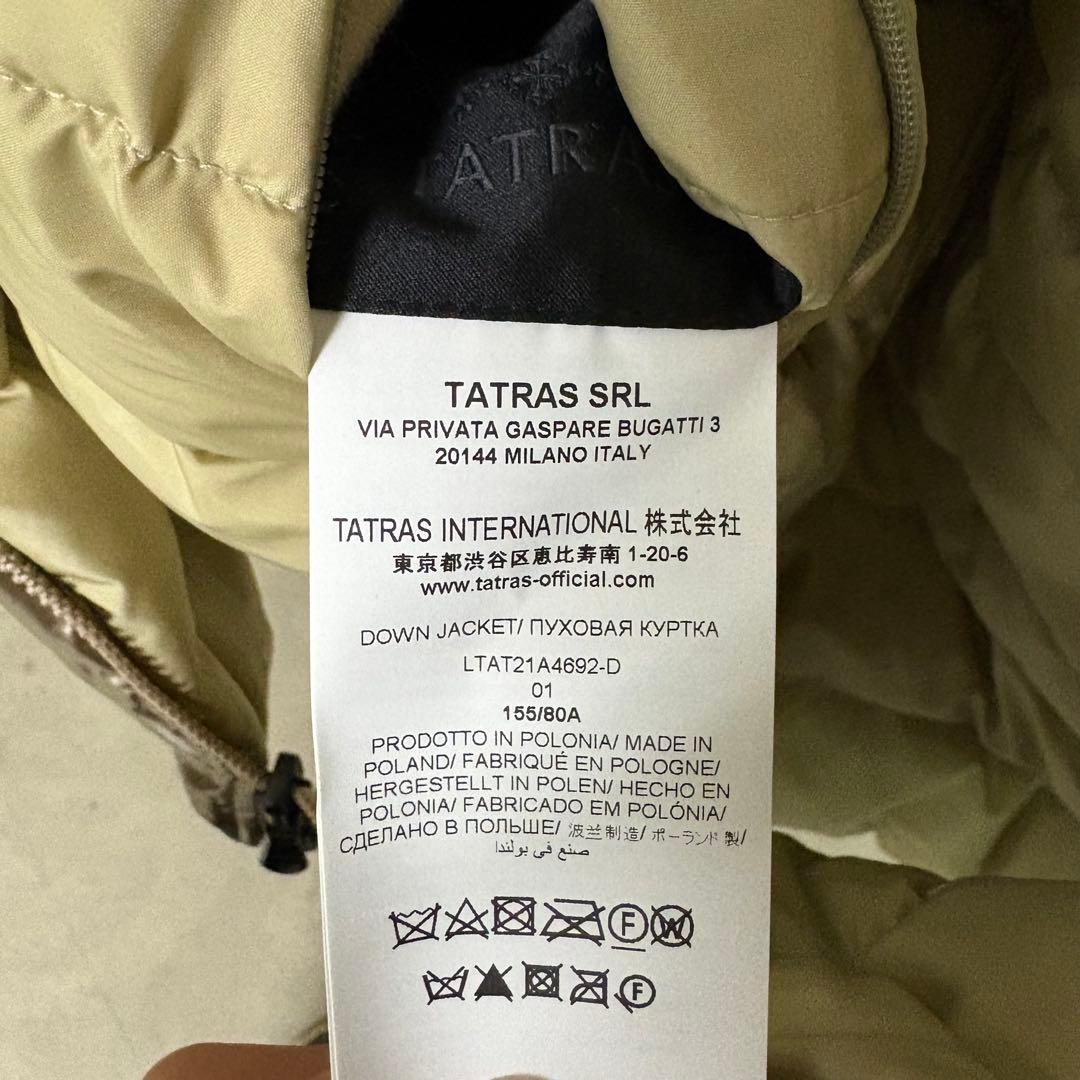 TATRAS
TATRAS SRL
VIA PRIVATA GASPARE BUGATTI 3
20144 MILANO ITALY
TATRAS INTERNATIONAL 株式会社
東京都渋谷区恵比寿南 1-20-6
www.tatras-official.com
DOWN JACKET/ ПУХОВАЯ КУРТКА
LTAT21A4692-D
01
155/80A
PRODOTTO IN POLONIA/ MADE IN
POLAND/ FABRIQUÉ EN POLOGNE/
HERGESTELLT IN POLEN/ HECHO EN
POLONIA/ FABRICADO EM POLÓNIA/
СДЕЛАНО В ПОЛЬШЕ/ 波兰制造/ ポーランド製/
صنع في بولندا
F W
F